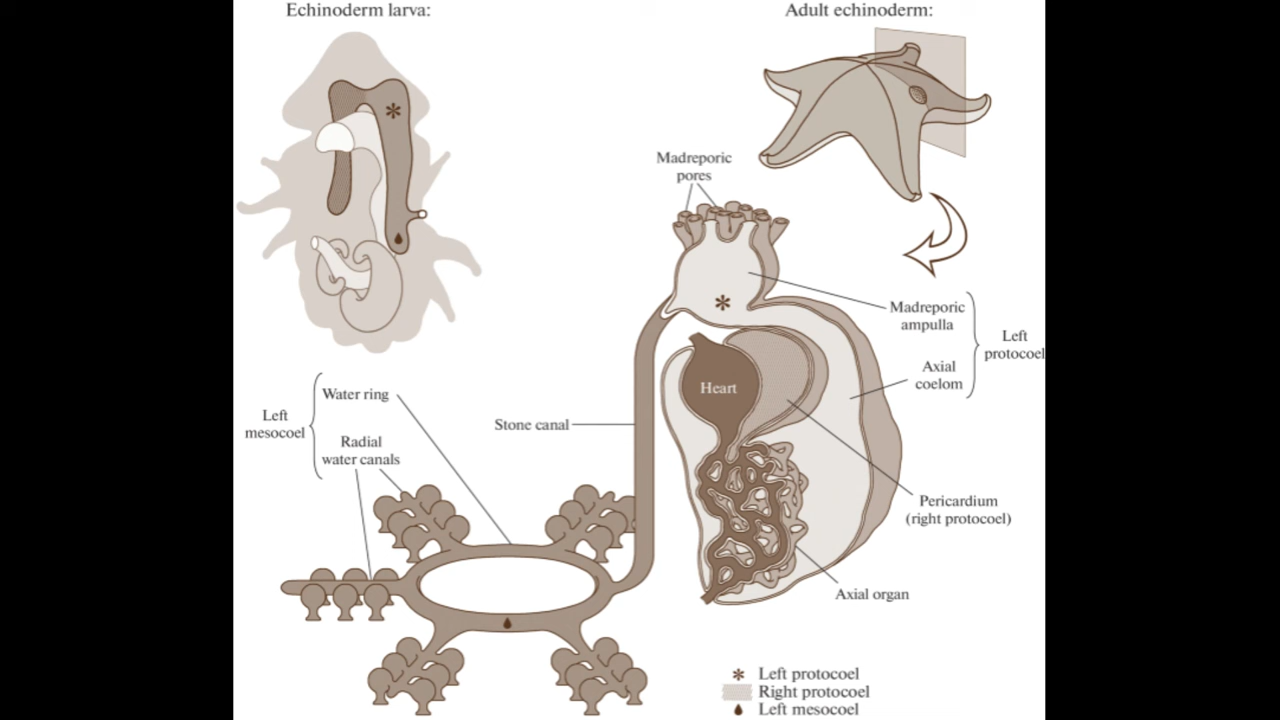 Echinoderm larva:
Adult echinoderm:
Madreporic
pores
Madreporic
ampulla
Left
protocoel
Axial
coelom
Heart
Water ring
Left
mesocoel
Radial
water canals
Stone canal
Pericardium
(right protocoel)
Axial organ
* Left protocoel
Right protocoel
Left mesocoel